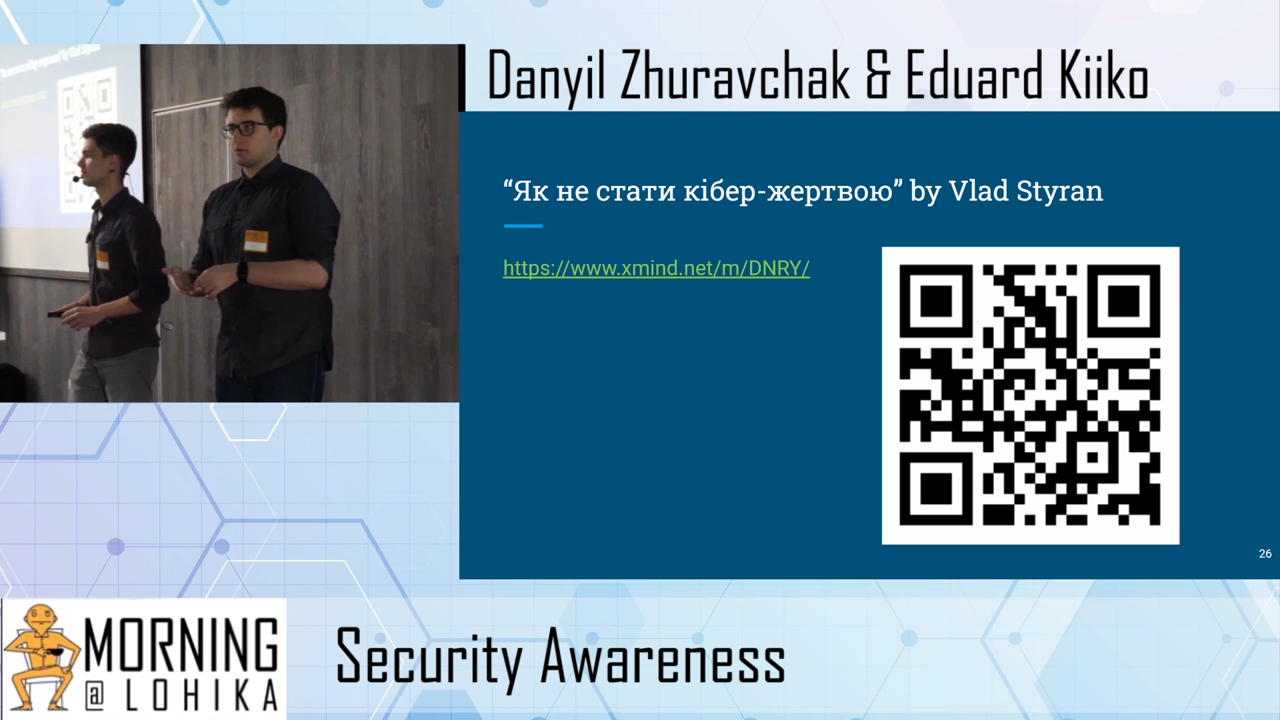 Danyil Zhuravchak & Eduard Kiiko
“Як не стати кібер-жертвою” by Vlad Styran
https://www.xmind.net/m/DNRY/
26
MORNING
@ LOHIKA
Security Awareness